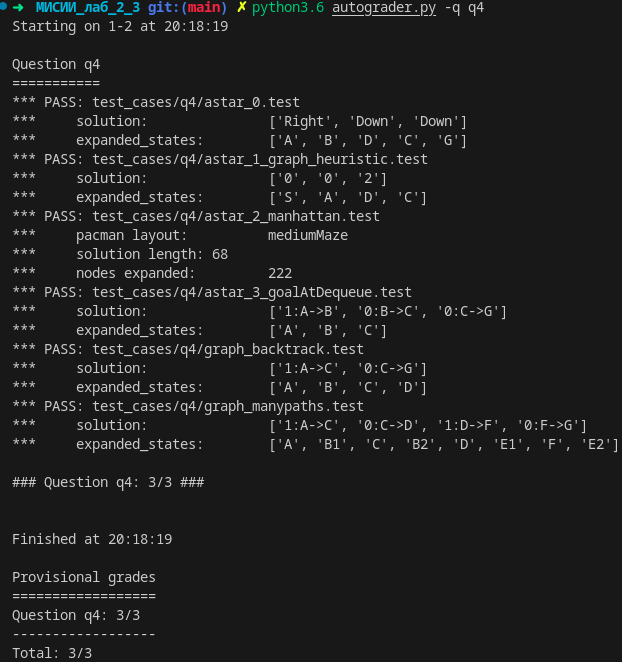 ➜ МИСИИ_лаб_2_3 git:(main) ✗ python3.6 autograder.py -q q4
Starting on 1-2 at 20:18:19
Question q4
===========
*** PASS: test_cases/q4/astar_0.test
***     solution:               ['Right', 'Down', 'Down']
***     expanded_states:        ['A', 'B', 'D', 'C', 'G']
*** PASS: test_cases/q4/astar_1_graph_heuristic.test
***     solution:               ['0', '0', '2']
***     expanded_states:        ['S', 'A', 'D', 'C']
*** PASS: test_cases/q4/astar_2_manhattan.test
***     pacman layout:          mediumMaze
***     solution length: 68
***     nodes expanded:         222
*** PASS: test_cases/q4/astar_3_goalAtDequeue.test
***     solution:               ['1:A->B', '0:B->C', '0:C->G']
***     expanded_states:        ['A', 'B', 'C']
*** PASS: test_cases/q4/graph_backtrack.test
***     solution:               ['1:A->C', '0:C->G']
***     expanded_states:        ['A', 'B', 'C', 'D']
*** PASS: test_cases/q4/graph_manypaths.test
***     solution:               ['1:A->C', '0:C->D', '1:D->F', '0:F->G']
***     expanded_states:        ['A', 'B1', 'C', 'B2', 'D', 'E1', 'F', 'E2']
### Question q4: 3/3 ###
Finished at 20:18:19
Provisional grades
==================
Question q4: 3/3
------------------
Total: 3/3